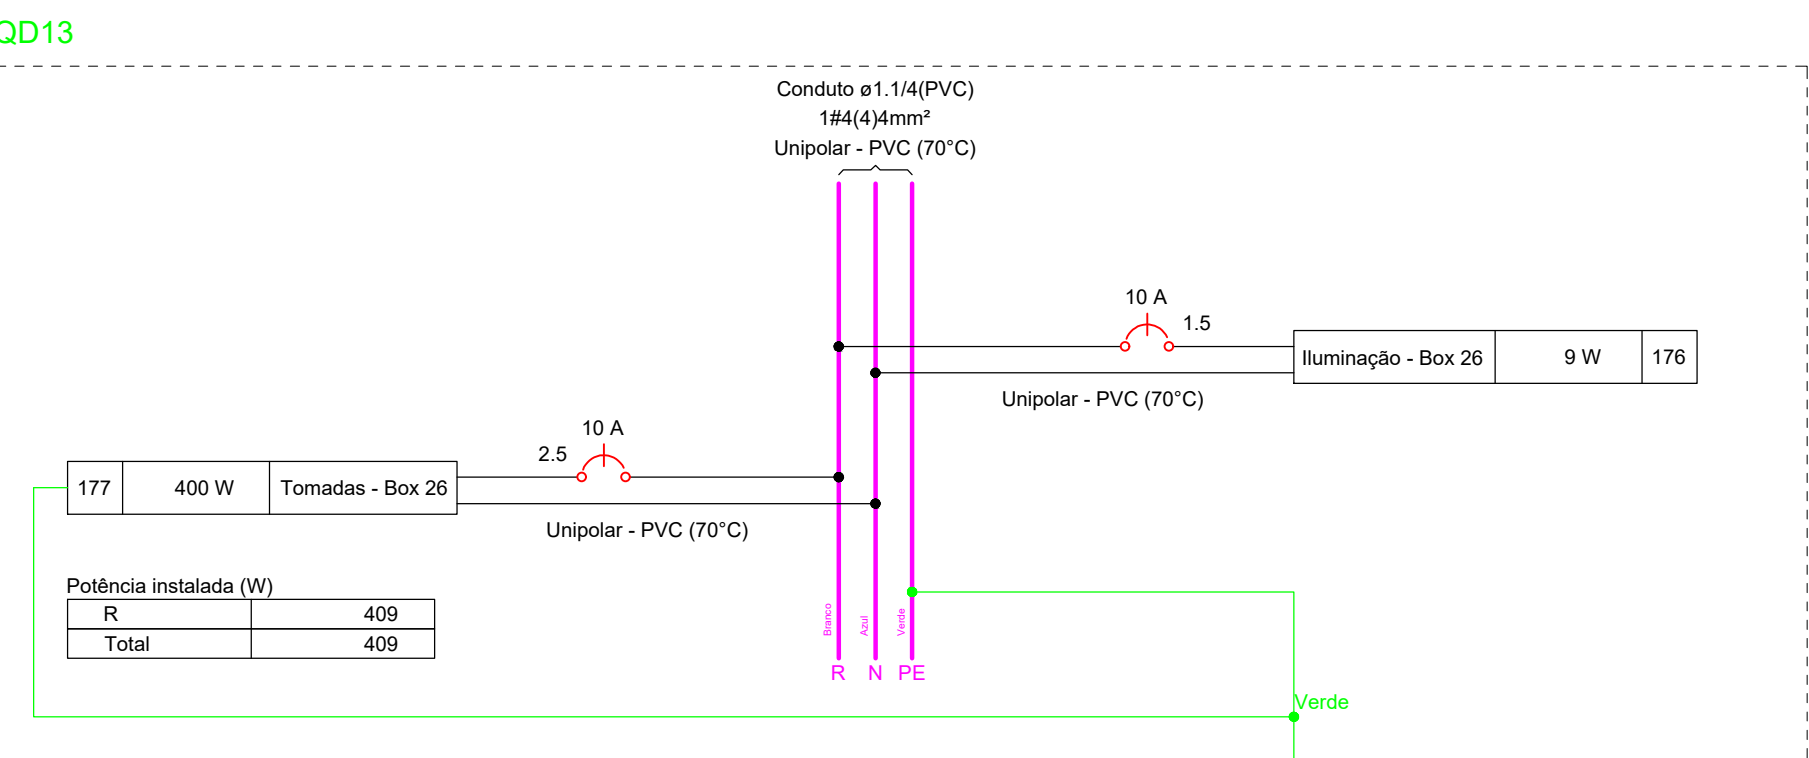 QD13
Conduto ø1.1/4(PVC)
1#4(4)4mm²
Unipolar - PVC (70°C)
10 A
1.5
Iluminação - Box 26 9 W 176
Unipolar - PVC (70°C)
10 A
2.5
177 400 W Tomadas - Box 26
Unipolar - PVC (70°C)
Potência instalada (W)
R 409
Total 409
Branco
Azul
Verde
R N PE
Verde